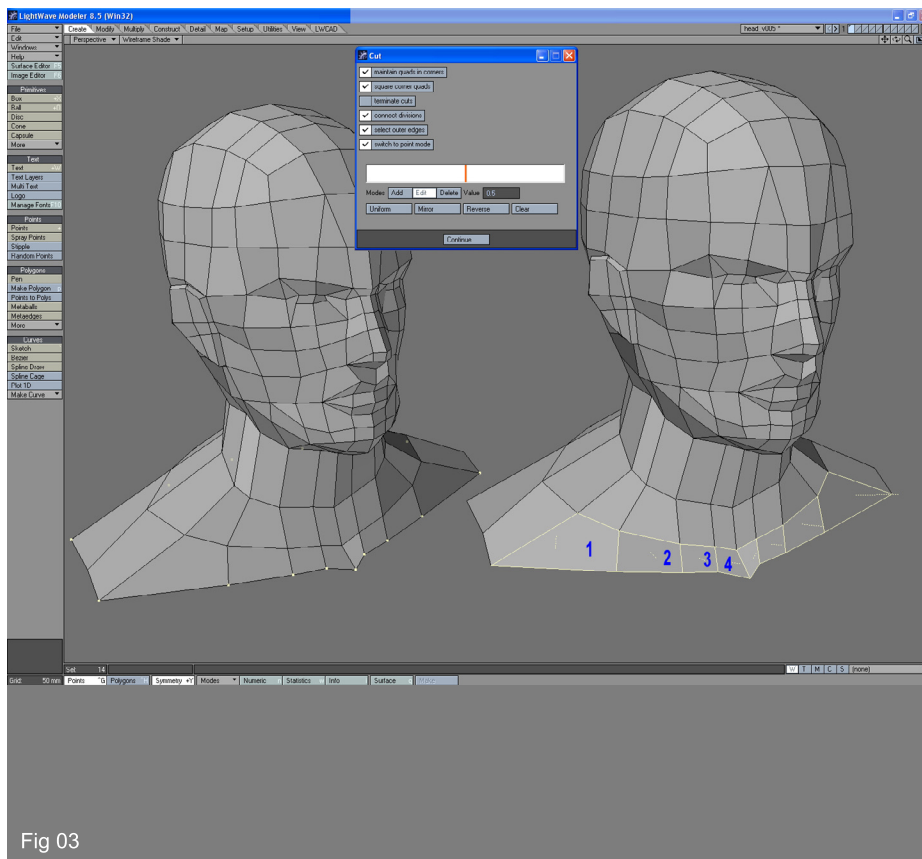 LightWave Modeler 8.5 (Win32)
File
Edit
Windows
Help
Surface Editor F5
Image Editor F6
Create Modify Multiply Construct Detail Map Setup Utilities View LWCAD
head_v005 *
1
Perspective Wireframe Shade
Primitives
Box
Ball
Disc
Cone
Capsule
More
Text
Text
Text Layers
Multi Text
Logo
Manage Fonts
Points
Points
Spray Points
Stipple
Random Points
Polygons
Pen
Make Polygon
Points to Polys
Metaballs
Metaedges
More
Curves
Sketch
Bezier
Spline Draw
Spline Cage
Plot 1D
Make Curve
Cut
maintain quads in corners
square corner quads
terminate cuts
connect divisions
select outer edges
switch to point mode
Modes Add Edit Delete Value 0.5
Uniform Mirror Reverse Clear
Continue
1 2 3 4
Sel: 14
W T M C S (none)
Grid: 50 mm Points ^G Polygons ^H Symmetry +Y Modes Numeric Statistics Info Surface Make
Fig 03